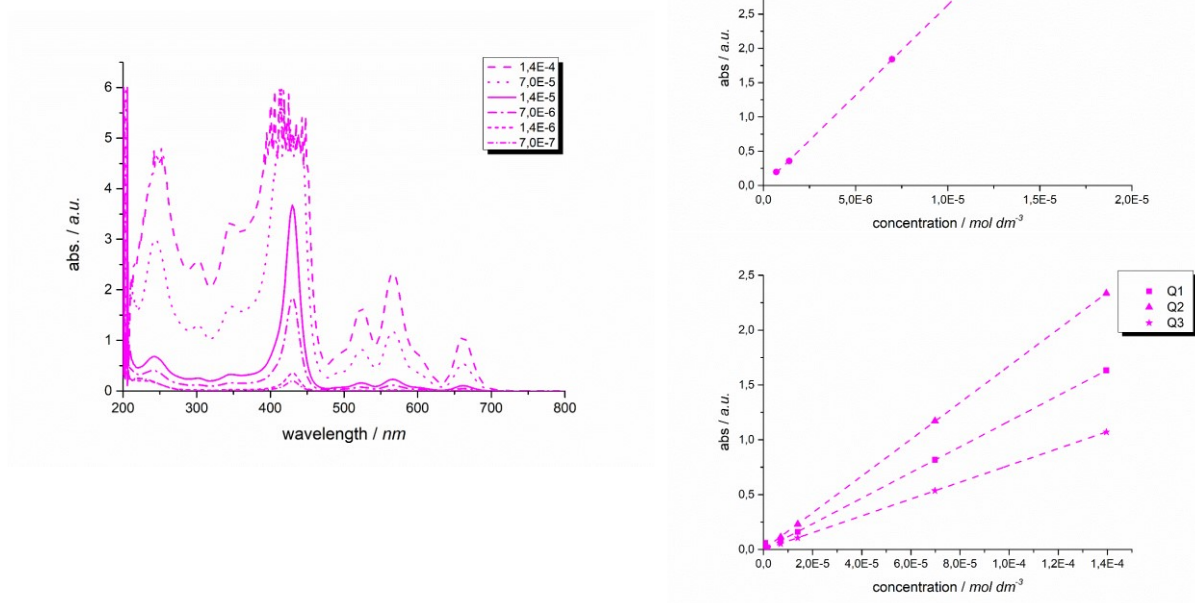 1,4E-4
7,0E-5
1,4E-5
7,0E-6
1,4E-6
7,0E-7
6
5
4
3
2
1
0
abs. / a.u.
200 300 400 500 600 700 800
wavelength / nm
2,5
2,0
1,5
1,0
0,5
0,0
abs / a.u.
0,0 5,0E-6 1,0E-5 1,5E-5 2,0E-5
concentration / mol dm-3
2,5
2,0
1,5
1,0
0,5
0,0
abs / a.u.
Q1
Q2
Q3
0,0 2,0E-5 4,0E-5 6,0E-5 8,0E-5 1,0E-4 1,2E-4 1,4E-4
concentration / mol dm-3